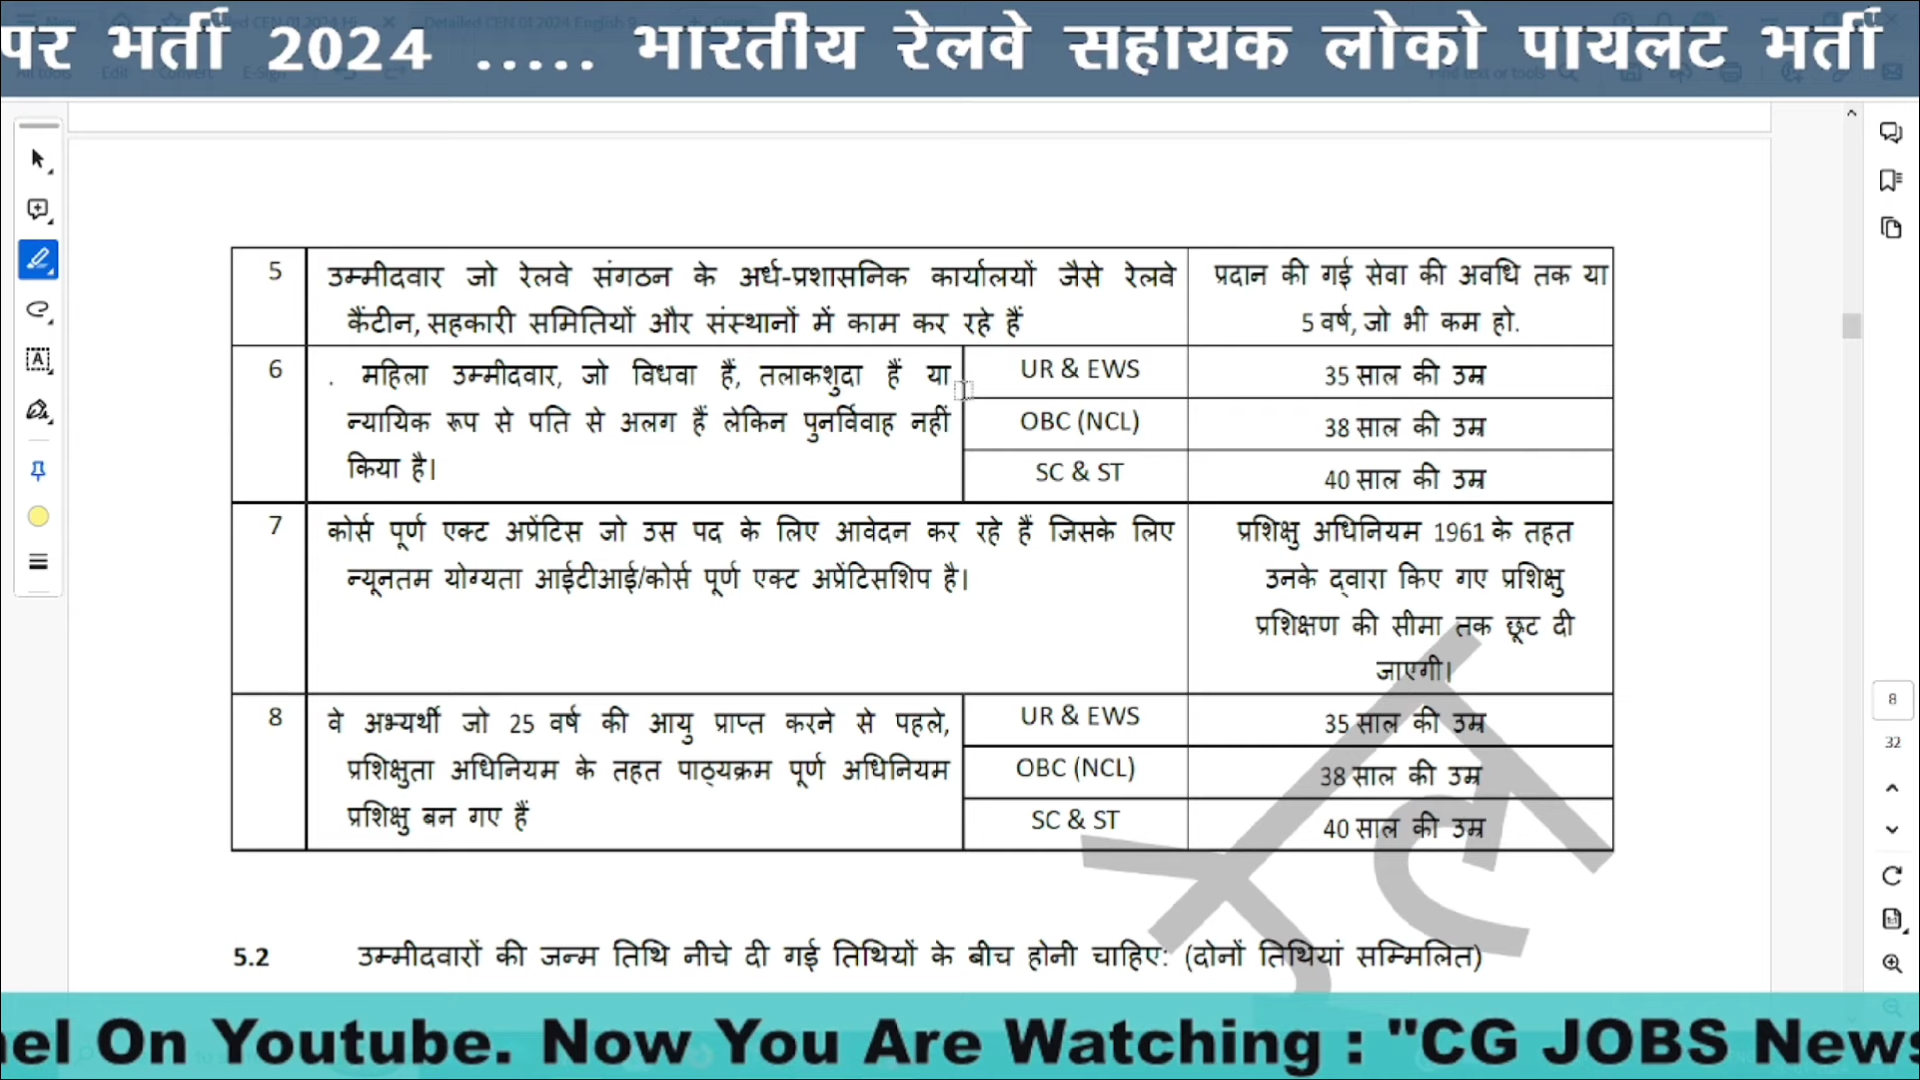 पर भर्ती 2024 ..... भारतीय रेलवे सहायक लोको पायलट भर्ती
5 उम्मीदवार जो रेलवे संगठन के अर्ध-प्रशासनिक कार्यालयों जैसे रेलवे प्रदान की गई सेवा की अवधि तक या
कैंटीन, सहकारी समितियों और संस्थानों में काम कर रहे हैं 5 वर्ष, जो भी कम हो.
6 . महिला उम्मीदवार, जो विधवा हैं, तलाकशुदा हैं या UR & EWS 35 साल की उम्र
न्यायिक रूप से पति से अलग हैं लेकिन पुनर्विवाह नहीं OBC (NCL) 38 साल की उम्र
किया है। SC & ST 40 साल की उम्र
7 कोर्स पूर्ण एक्ट अप्रेंटिस जो उस पद के लिए आवेदन कर रहे हैं जिसके लिए प्रशिक्षु अधिनियम 1961 के तहत
न्यूनतम योग्यता आईटीआई/कोर्स पूर्ण एक्ट अप्रेंटिसशिप है। उनके द्वारा किए गए प्रशिक्षु
प्रशिक्षण की सीमा तक छूट दी
जाएगी।
8 वे अभ्यर्थी जो 25 वर्ष की आयु प्राप्त करने से पहले, UR & EWS 35 साल की उम्र
प्रशिक्षुता अधिनियम के तहत पाठ्यक्रम पूर्ण अधिनियम OBC (NCL) 38 साल की उम्र
प्रशिक्षु बन गए हैं SC & ST 40 साल की उम्र
5.2 उम्मीदवारों की जन्म तिथि नीचे दी गई तिथियों के बीच होनी चाहिए: (दोनों तिथियां सम्मिलित)
8
32
nel On Youtube. Now You Are Watching : "CG JOBS News